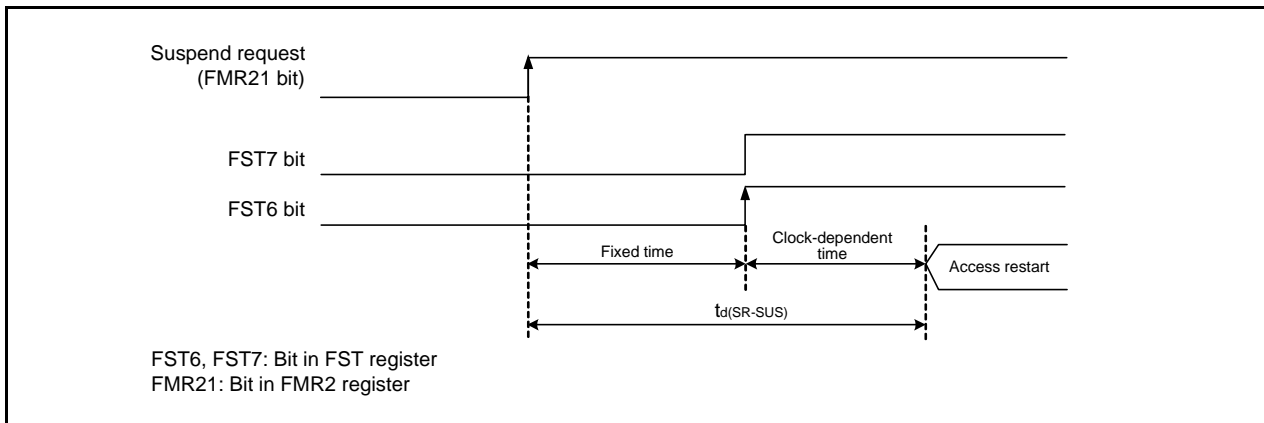 Suspend request
(FMR21 bit)
FST7 bit
FST6 bit
Fixed time
Clock-dependent
time
Access restart
td(SR-SUS)
FST6, FST7: Bit in FST register
FMR21: Bit in FMR2 register